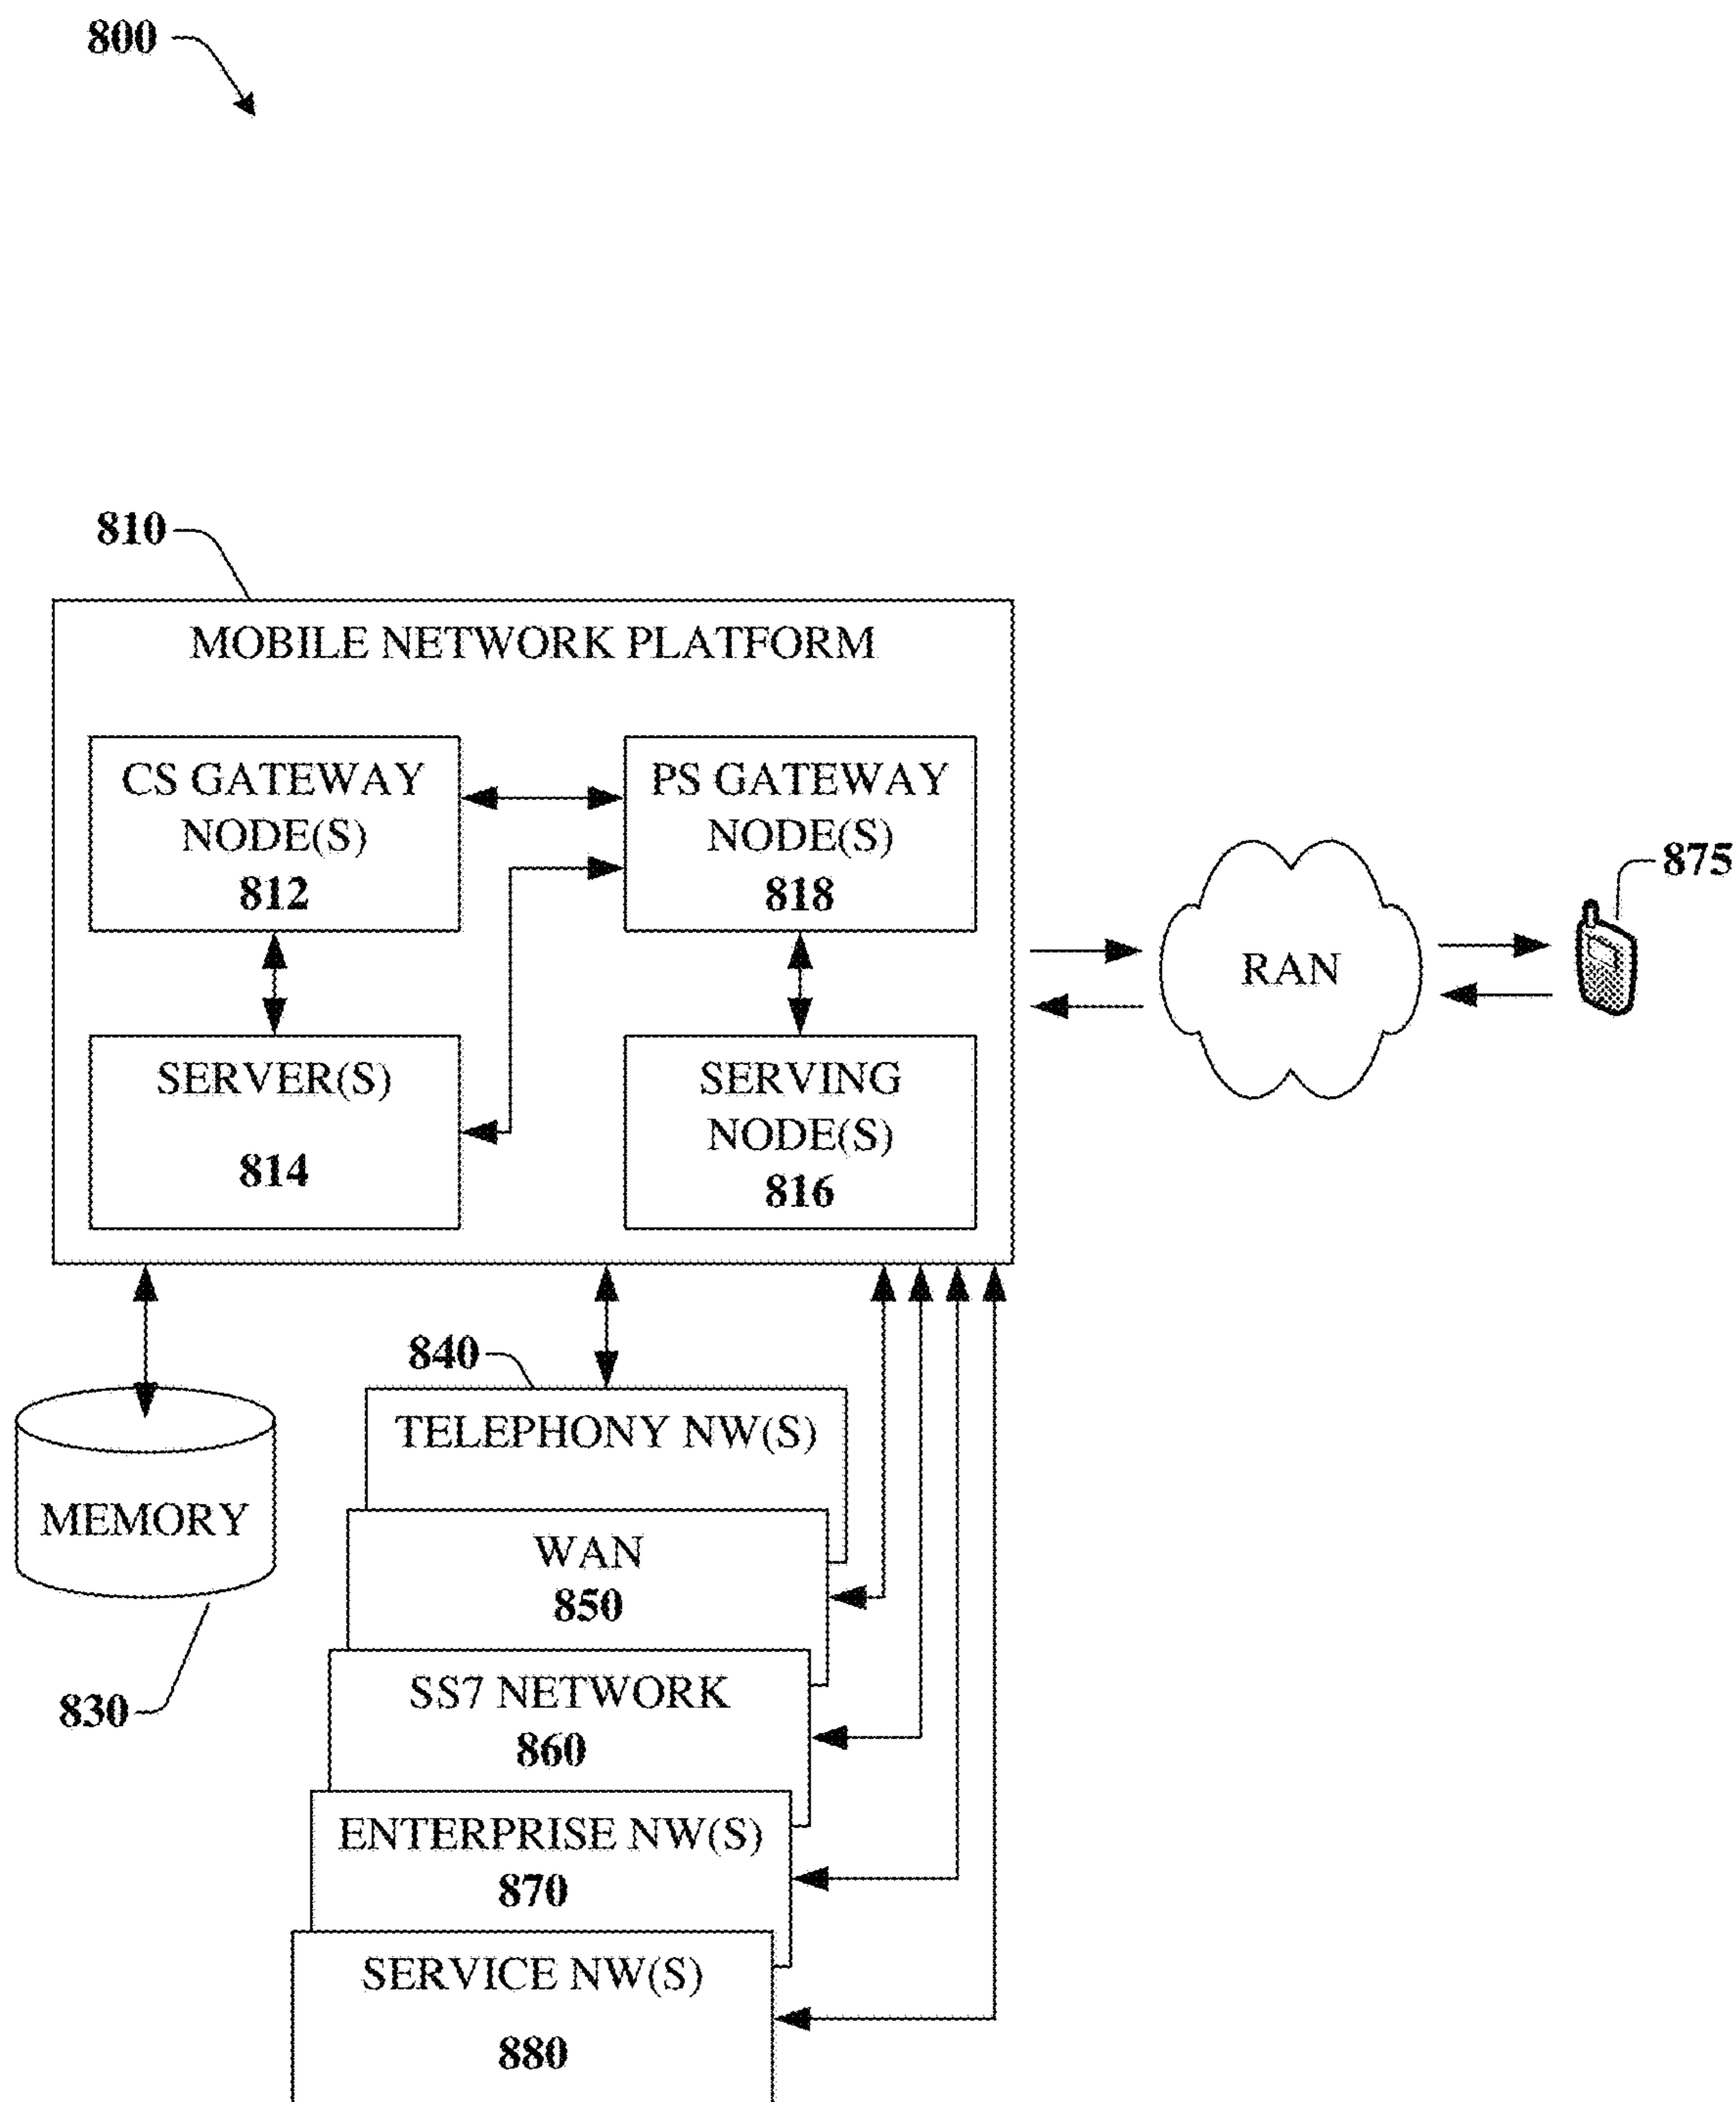 800
810
MOBILE NETWORK PLATFORM
CS GATEWAY
NODE(S)
812
PS GATEWAY
NODE(S)
818
SERVER(S)
814
SERVING
NODE(S)
816
RAN
875
840
TELEPHONY NW(S)
MEMORY
830
WAN
850
SS7 NETWORK
860
ENTERPRISE NW(S)
870
SERVICE NW(S)
880